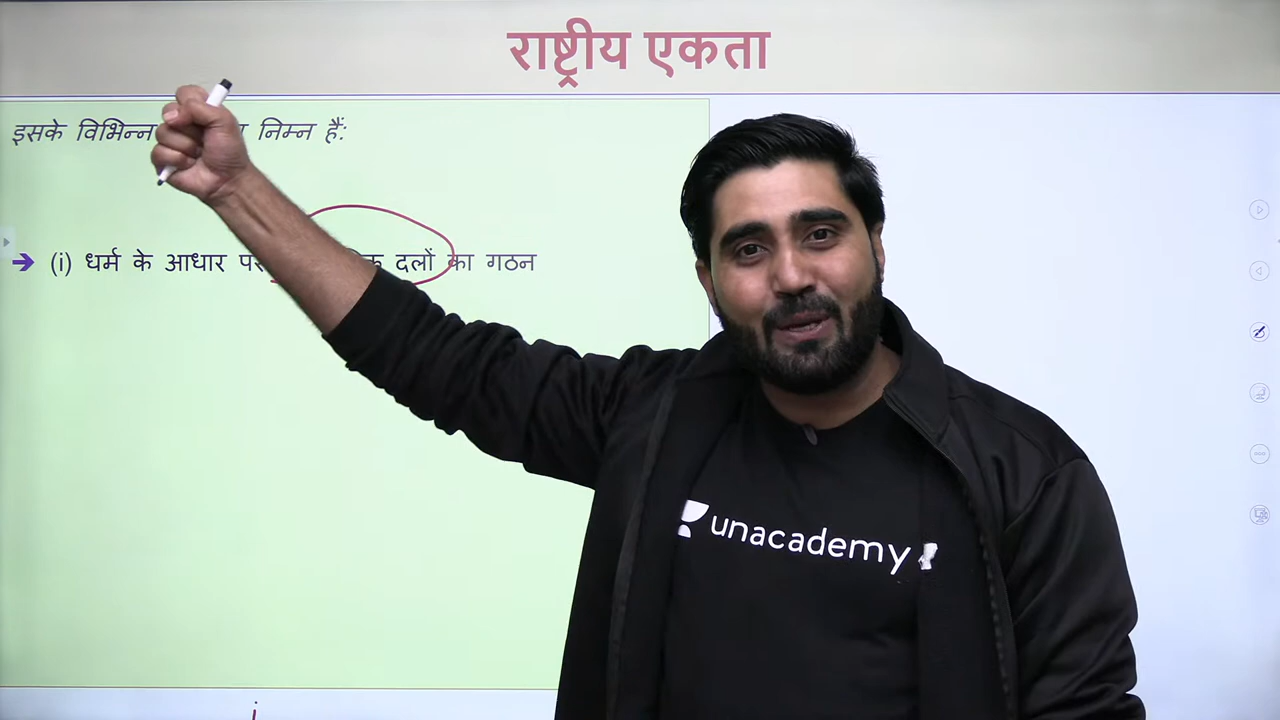 राष्ट्रीय एकता
इसके विभिन्न निम्न हैं:
(i) धर्म के आधार पर दलों का गठन
unacademy